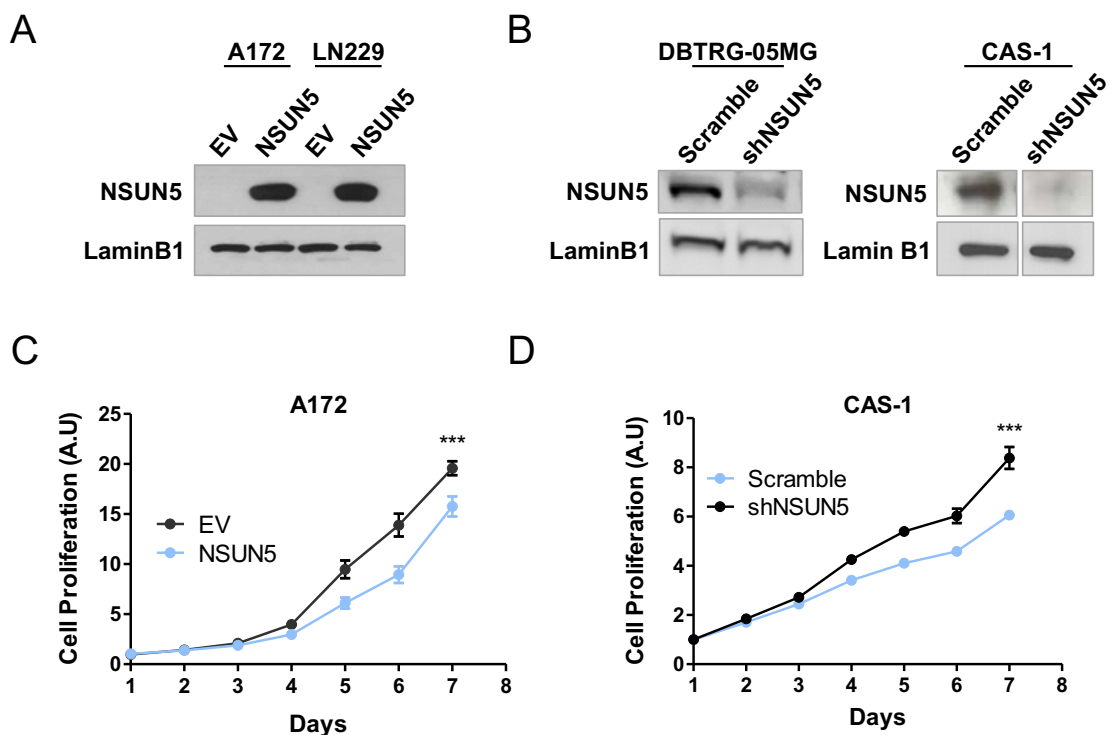 A
A172 LN229
EV NSUN5 EV NSUN5
NSUN5
LaminB1
B
DBTRG-05MG
Scramble shNSUN5
NSUN5
LaminB1
CAS-1
Scramble shNSUN5
NSUN5
Lamin B1
C
A172
Cell Proliferation (A.U)
25
20
15
10
5
0
***
EV
NSUN5
1 2 3 4 5 6 7 8
Days
D
CAS-1
Cell Proliferation (A.U)
10
8
6
4
2
0
***
Scramble
shNSUN5
1 2 3 4 5 6 7 8
Days